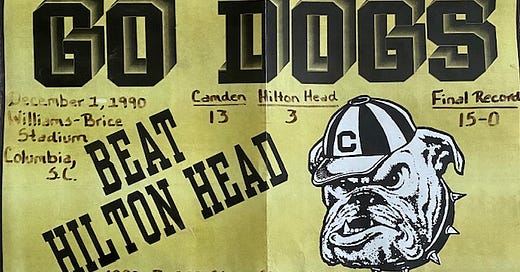 GO DOGS
December 1, 1990
Williams-Brice
Stadium
Columbia,
S.C.
Camden Hilton Head
13 3
Final Record
15-0
BEAT
HILTON HEAD
C